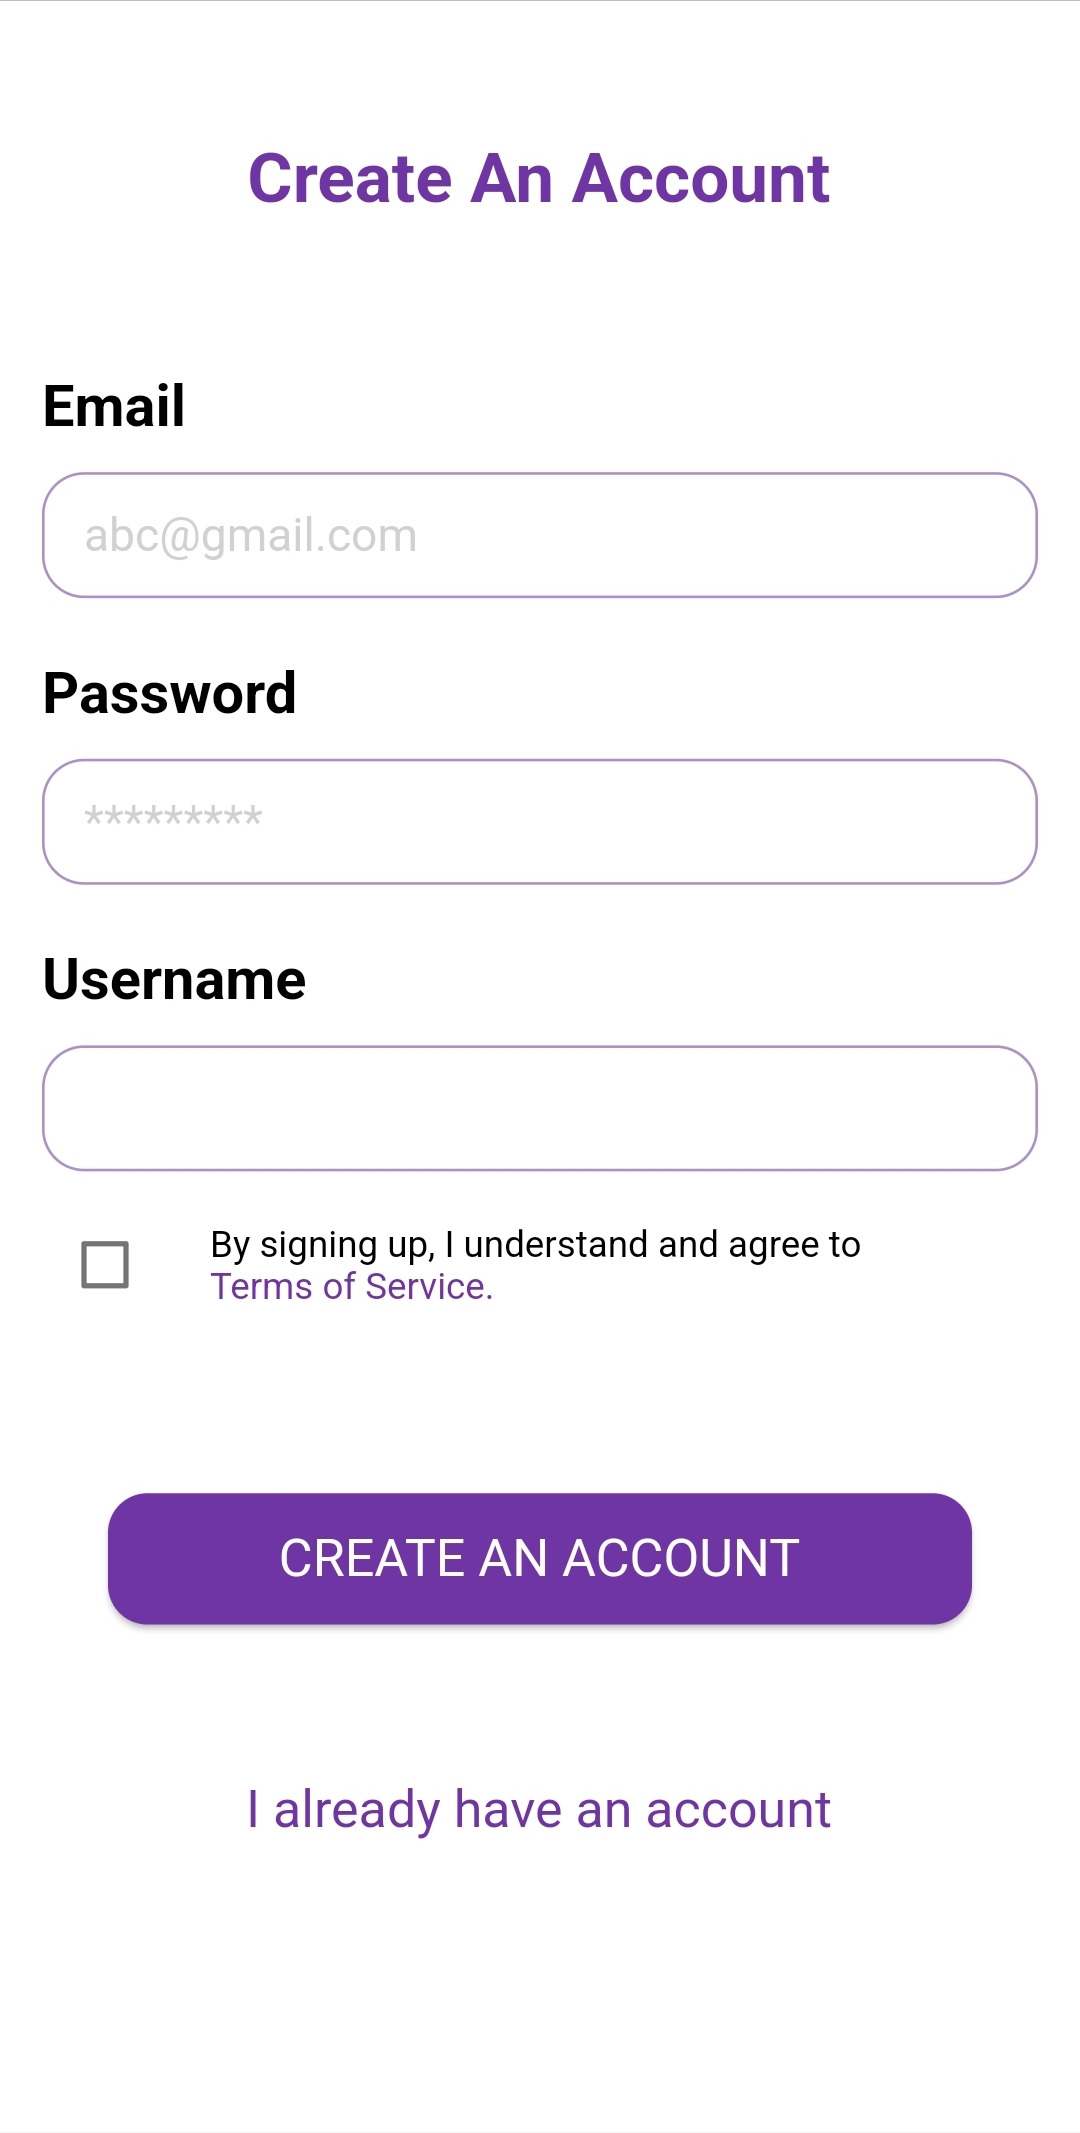 Create An Account
Email
abc@gmail.com
Password
*********
Username
By signing up, I understand and agree to
Terms of Service.
CREATE AN ACCOUNT
I already have an account